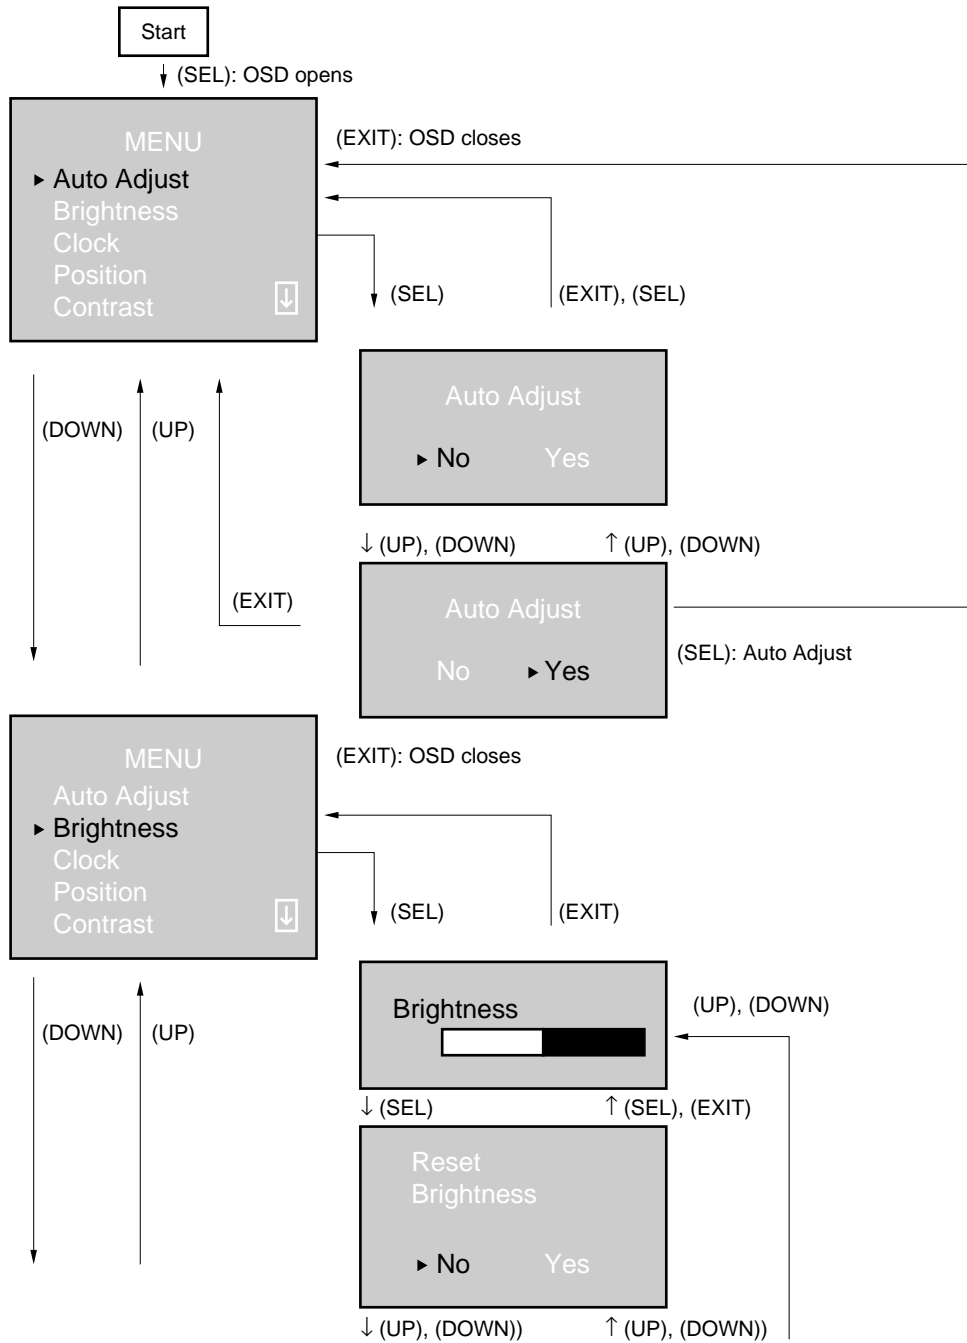 Start
↓ (SEL): OSD opens
MENU
(EXIT): OSD closes
▶ Auto Adjust
Brightness
Clock
Position
Contrast
↓
(SEL)
(EXIT), (SEL)
Auto Adjust
▶ No Yes
(DOWN)
(UP)
↓ (UP), (DOWN)
↑ (UP), (DOWN)
(EXIT)
Auto Adjust
No ▶ Yes
(SEL): Auto Adjust
MENU
(EXIT): OSD closes
Auto Adjust
▶ Brightness
Clock
Position
Contrast
↓
(SEL)
(EXIT)
Brightness
(UP), (DOWN)
(DOWN)
(UP)
↓ (SEL)
↑ (SEL), (EXIT)
Reset
Brightness
▶ No Yes
↓ (UP), (DOWN))
↑ (UP), (DOWN))